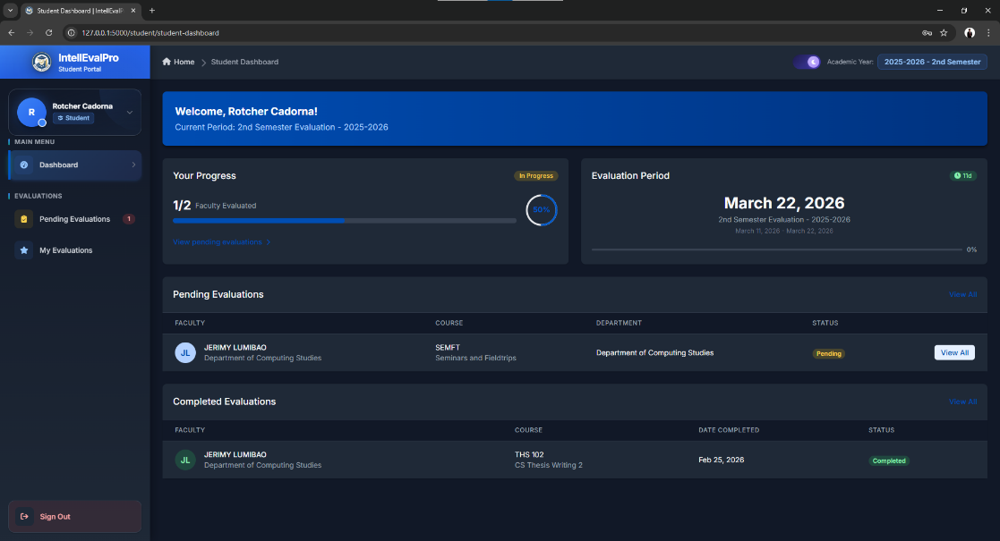 Student Dashboard | IntellEvalP
127.0.0.1:5000/student/student-dashboard
IntellEvalPro
Student Portal
Home
Student Dashboard
Academic Year:
2025-2026 - 2nd Semester
R
Rotcher Cadorna
Student
MAIN MENU
Dashboard
EVALUATIONS
Pending Evaluations
1
My Evaluations
Sign Out
Welcome, Rotcher Cadorna!
Current Period: 2nd Semester Evaluation - 2025-2026
Your Progress
In Progress
1/2 Faculty Evaluated
50%
View pending evaluations
Evaluation Period
11d
March 22, 2026
2nd Semester Evaluation - 2025-2026
March 11, 2026 - March 22, 2026
0%
Pending Evaluations
View All
FACULTY COURSE DEPARTMENT STATUS
JL
JERIMY LUMIBAO
Department of Computing Studies
SEMFT
Seminars and Fieldtrips
Department of Computing Studies
Pending
View All
Completed Evaluations
View All
FACULTY COURSE DATE COMPLETED STATUS
JL
JERIMY LUMIBAO
Department of Computing Studies
THS 102
CS Thesis Writing 2
Feb 25, 2026
Completed